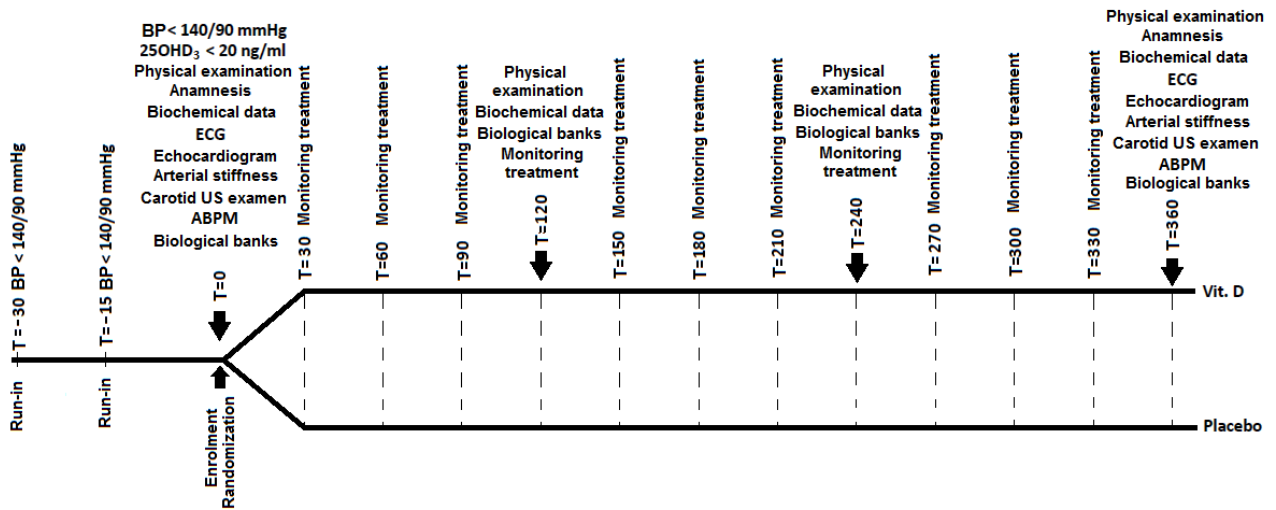 T = -30 BP < 140/90 mmHg
Run-in
T = -15 BP < 140/90 mmHg
Run-in
BP< 140/90 mmHg
25OHD₃ < 20 ng/ml
Physical examination
Anamnesis
Biochemical data
ECG
Echocardiogram
Arterial stiffness
Carotid US examen
ABPM
Biological banks
T=0
Enrolment
Randomization
T= 30 Monitoring treatment
T=60 Monitoring treatment
T=90 Monitoring treatment
Physical
examination
Biochemical data
Biological banks
Monitoring
treatment
T=120
T=150 Monitoring treatment
T=180 Monitoring treatment
T=210 Monitoring treatment
Physical
examination
Biochemical data
Biological banks
Monitoring
treatment
T=240
T=270 Monitoring treatment
T=300 Monitoring treatment
T=330 Monitoring treatment
Physical examination
Anamnesis
Biochemical data
ECG
Echocardiogram
Arterial stiffness
Carotid US examen
ABPM
Biological banks
T=360
Vit. D
Placebo